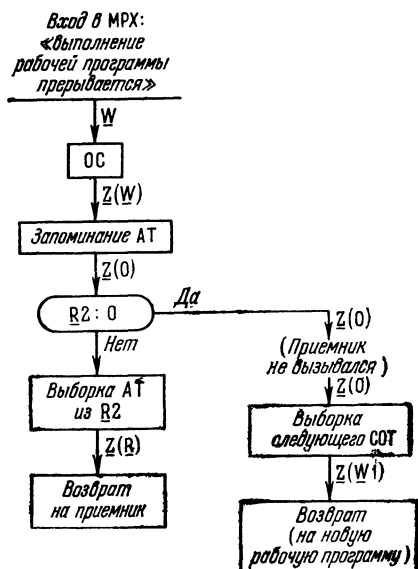 Вход в МРХ:
«выполнение
рабочей программы
прерывается»
W
ОС
Z(W)
Запоминание АТ
Z(0)
R2 : 0
Да
Нет
Выборка АТ
из R2
Z(R)
Возврат
на приемник
Z(0)
(Приемник
не вызывался)
Z(0)
Выборка
следующего СОТ
Z(W1)
Возврат
(на новую
рабочую программу)